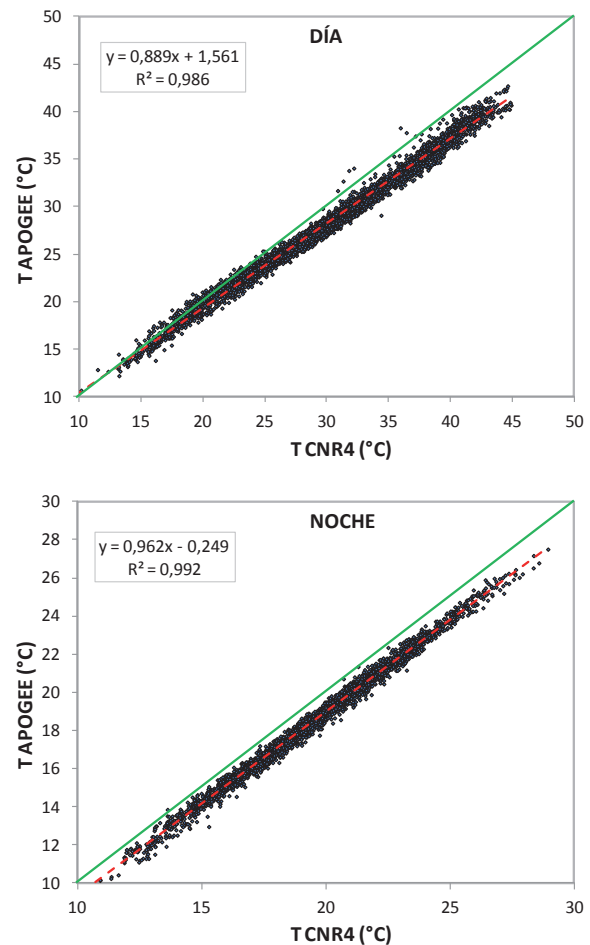 DÍA
y = 0,889x + 1,561
R² = 0,986
T APOGEE (°C)
50
45
40
35
30
25
20
15
10
10 15 20 25 30 35 40 45 50
T CNR4 (°C)
NOCHE
y = 0,962x - 0,249
R² = 0,992
T APOGEE (°C)
30
28
26
24
22
20
18
16
14
12
10
10 15 20 25 30
T CNR4 (°C)